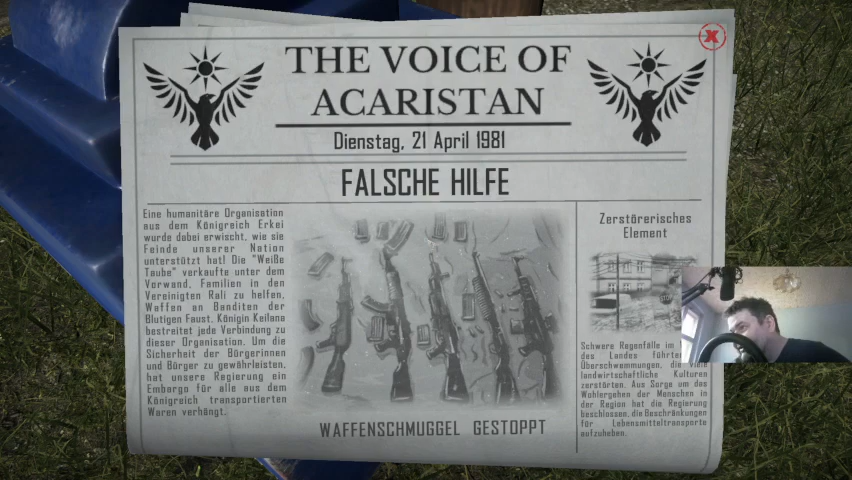 THE VOICE OF
ACARISTAN
Dienstag, 21 April 1981
FALSCHE HILFE
Eine humanitäre Organisation
aus dem Königreich Erkei
wurde dabei erwischt, wie sie
Feinde unserer Nation
unterstützt hat! Die "Weiße
Taube" verkaufte unter dem
Vorwand, Familien in den
Vereinigten Rali zu helfen,
Waffen an Banditen der
Blutigen Faust. Königin Keilana
bestreitet jede Verbindung zu
dieser Organisation. Um die
Sicherheit der Bürgerinnen
und Bürger zu gewährleisten,
hat unsere Regierung ein
Embargo für alle aus dem
Königreich transportierten
Waren verhängt.
WAFFENSCHMUGGEL GESTOPPT
Zerstörerisches
Element
Schwere Regenfälle im
des Landes führte
Überschwemmungen, die viele
landwirtschaftliche Kulturen
zerstörten. Aus Sorge um das
Wohlergehen der Menschen in
der Region hat die Regierung
beschlossen, die Beschränkungen
für Lebensmitteltransporte
aufzuheben.
X